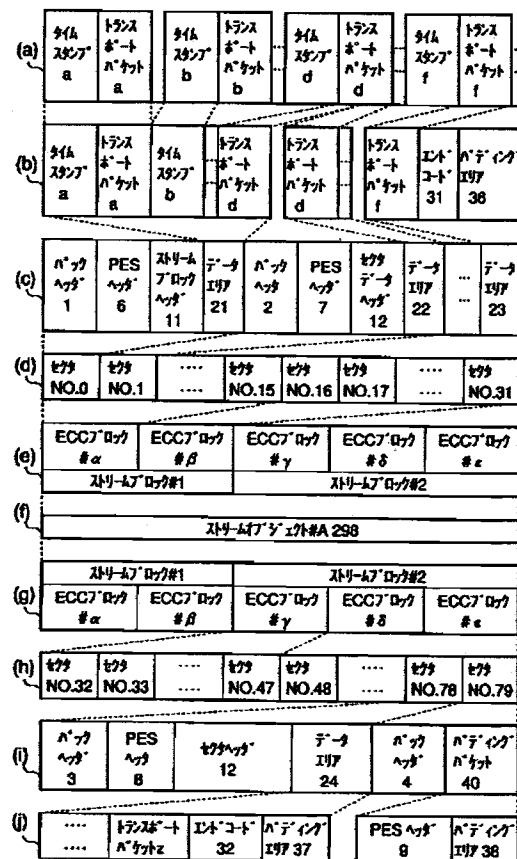 (a)
タイム スタンプ a
トランス ポート パケット a
タイム スタンプ b
トランス ポート パケット b
タイム スタンプ d
トランス ポート パケット d
タイム スタンプ f
トランス ポート パケット f
(b)
タイム スタンプ a
トランス ポート パケット a
タイム スタンプ b
トランス ポート パケット d
トランス ポート パケット d
トランス ポート パケット f
エンド コード 31
パディング エリア 36
(c)
パック ヘッダ 1
PES ヘッダ 6
ストリーム ブロック ヘッダ 11
データ エリア 21
パック ヘッダ 2
PES ヘッダ 7
セクタ データ ヘッダ 12
データ エリア 22
.... ....
データ エリア 23
(d)
セクタ NO.0
セクタ NO.1
.... ....
セクタ NO.15
セクタ NO.16
セクタ NO.17
.... ....
セクタ NO.31
(e)
ECCブロック #α
ECCブロック #β
ECCブロック #γ
ECCブロック #δ
ECCブロック #ε
ストリームブロック#1
ストリームブロック#2
(f)
ストリームオブジェクト#A 298
(g)
ストリームブロック#1
ストリームブロック#2
ECCブロック #α
ECCブロック #β
ECCブロック #γ
ECCブロック #δ
ECCブロック #ε
(h)
セクタ NO.32
セクタ NO.33
.... ....
セクタ NO.47
セクタ NO.48
.... ....
セクタ NO.78
セクタ NO.79
(i)
パック ヘッダ 3
PES ヘッダ 8
セクタヘッダ 12
データ エリア 24
パック ヘッダ 4
パディング パケット 40
(j)
.... ....
トランスポート パケットz
エンドコード 32
パディング エリア 37
PES ヘッダ 9
パディング エリア 38